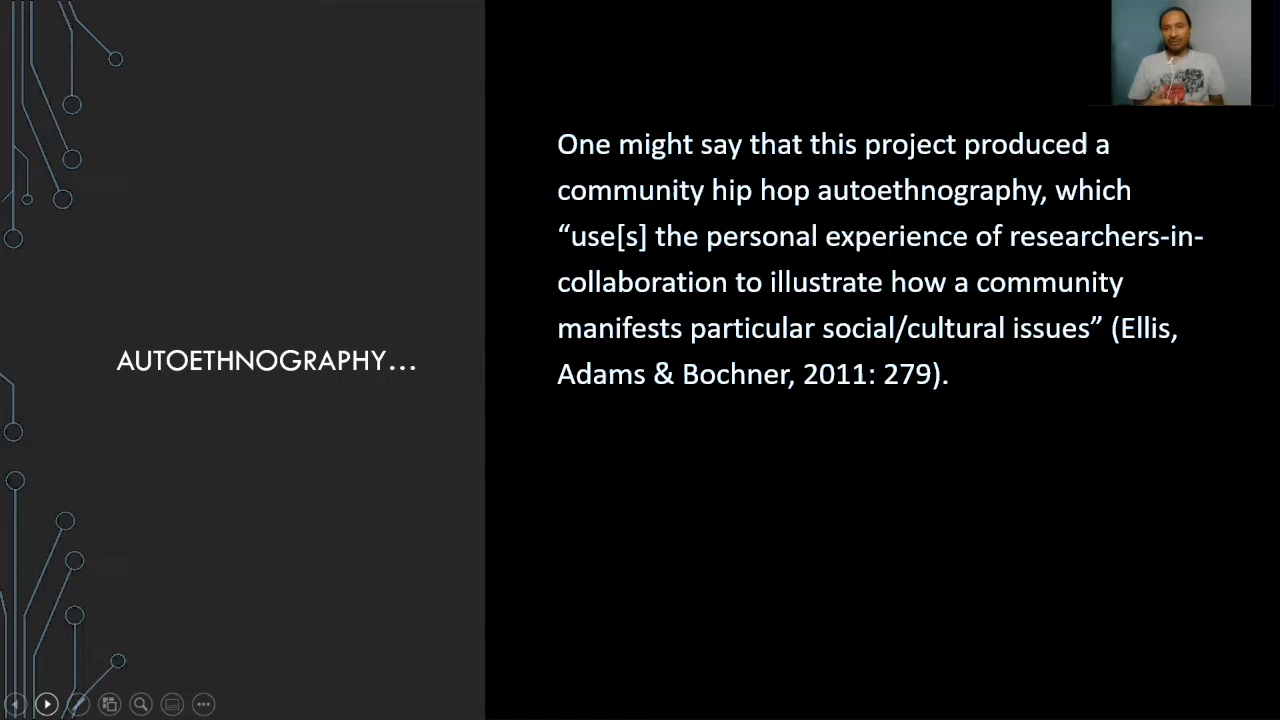 AUTOETHNOGRAPHY...
One might say that this project produced a
community hip hop autoethnography, which
“use[s] the personal experience of researchers-in-
collaboration to illustrate how a community
manifests particular social/cultural issues” (Ellis,
Adams & Bochner, 2011: 279).